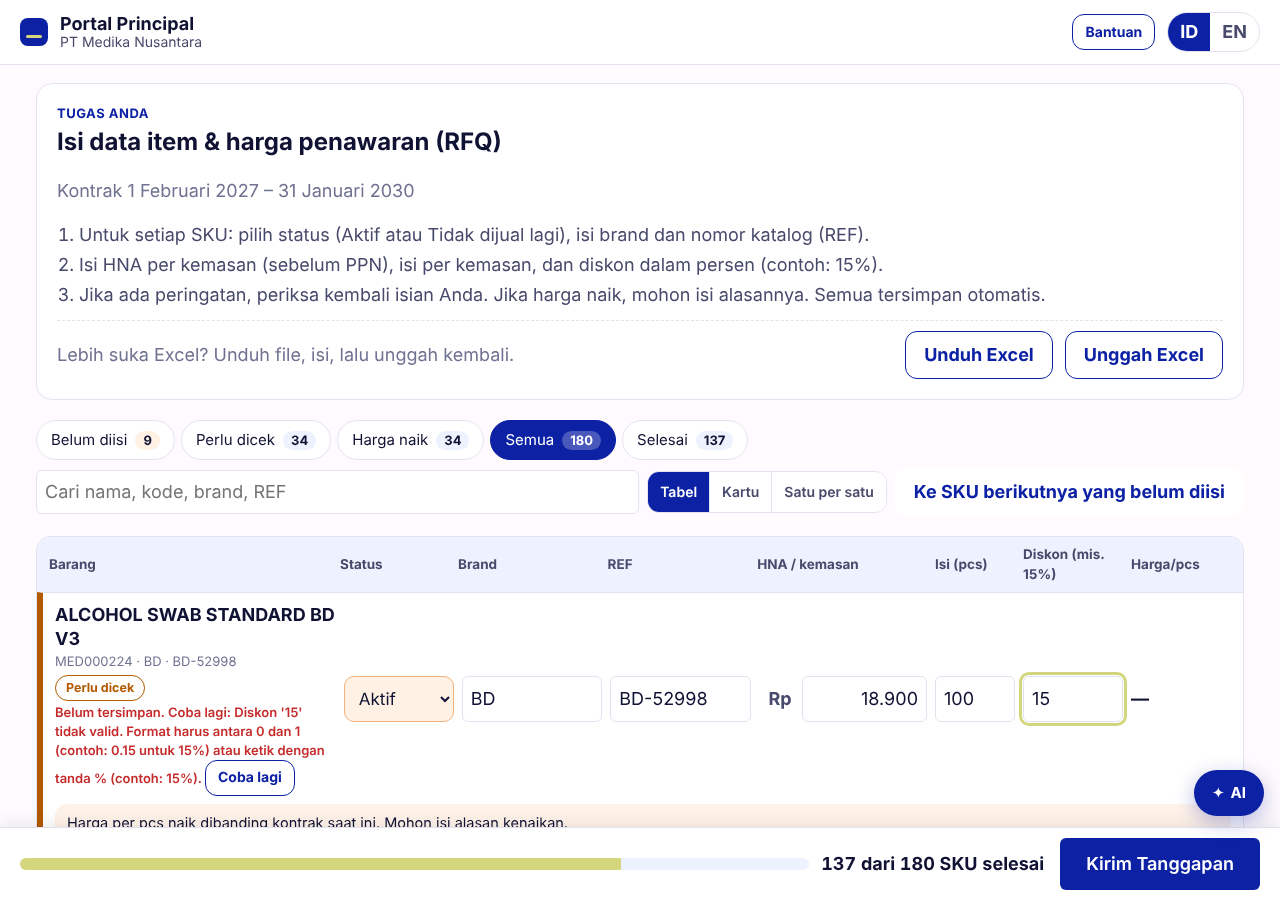 Portal Principal
PT Medika Nusantara
Bantuan
ID
EN
TUGAS ANDA
Isi data item & harga penawaran (RFQ)
Kontrak 1 Februari 2027 – 31 Januari 2030
1. Untuk setiap SKU: pilih status (Aktif atau Tidak dijual lagi), isi brand dan nomor katalog (REF).
2. Isi HNA per kemasan (sebelum PPN), isi per kemasan, dan diskon dalam persen (contoh: 15%).
3. Jika ada peringatan, periksa kembali isian Anda. Jika harga naik, mohon isi alasannya. Semua tersimpan otomatis.
Lebih suka Excel? Unduh file, isi, lalu unggah kembali.
Unduh Excel
Unggah Excel
Belum diisi 9
Perlu dicek 34
Harga naik 34
Semua 180
Selesai 137
Cari nama, kode, brand, REF
Tabel
Kartu
Satu per satu
Ke SKU berikutnya yang belum diisi
Barang
Status
Brand
REF
HNA / kemasan
Isi (pcs)
Diskon (mis.
15%)
Harga/pcs
ALCOHOL SWAB STANDARD BD
V3
MED000224 · BD · BD-52998
Perlu dicek
Belum tersimpan. Coba lagi: Diskon '15'
tidak valid. Format harus antara 0 dan 1
(contoh: 0.15 untuk 15%) atau ketik dengan
tanda % (contoh: 15%).
Coba lagi
Aktif
BD
BD-52998
Rp
18.900
100
15
—
Harga per pcs naik dibanding kontrak saat ini. Mohon isi alasan kenaikan.
✦ AI
137 dari 180 SKU selesai
Kirim Tanggapan